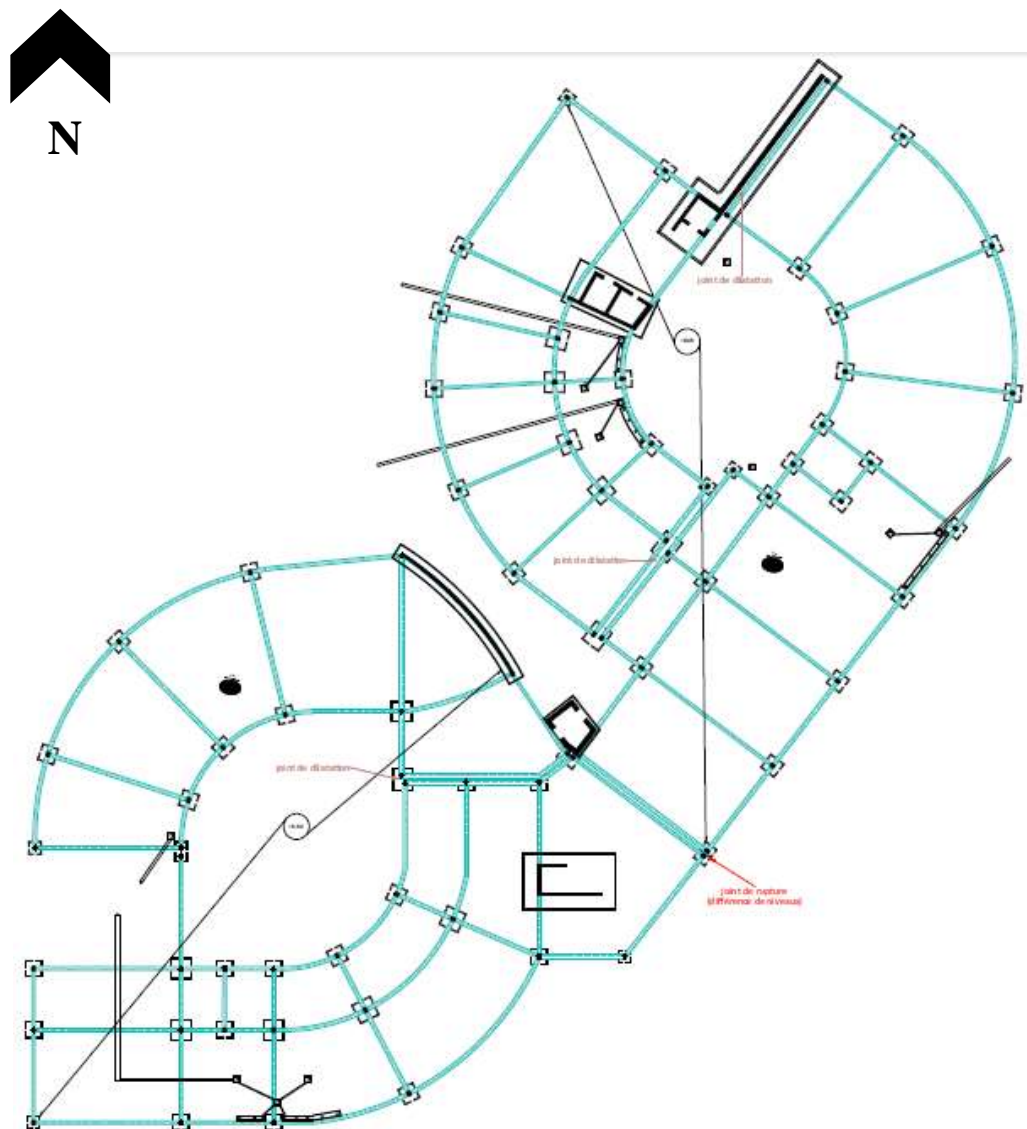 N
joint de dilatation
joint de dilatation
joint de dilatation
joint de rupture
(différence de niveaux)